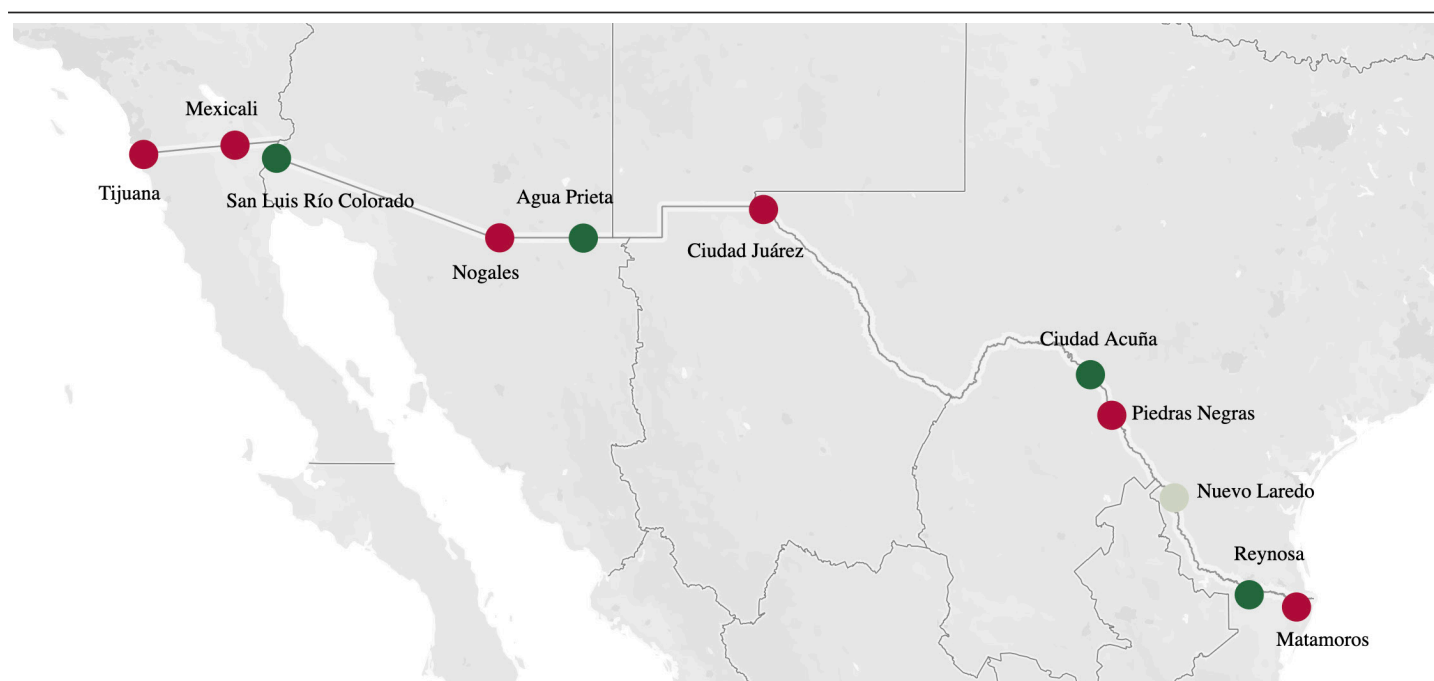 Mexicali
Tijuana
San Luis Río Colorado
Agua Prieta
Nogales
Ciudad Juárez
Ciudad Acuña
Piedras Negras
Nuevo Laredo
Reynosa
Matamoros